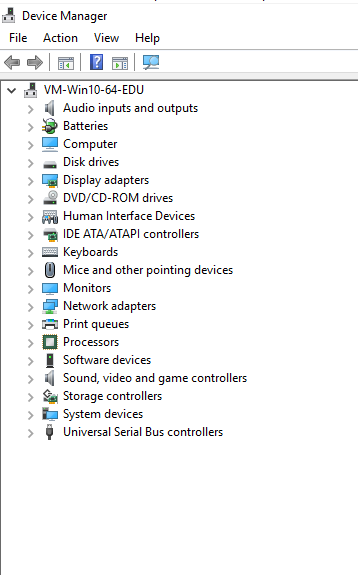 Device Manager
File Action View Help
VM-Win10-64-EDU
Audio inputs and outputs
Batteries
Computer
Disk drives
Display adapters
DVD/CD-ROM drives
Human Interface Devices
IDE ATA/ATAPI controllers
Keyboards
Mice and other pointing devices
Monitors
Network adapters
Print queues
Processors
Software devices
Sound, video and game controllers
Storage controllers
System devices
Universal Serial Bus controllers